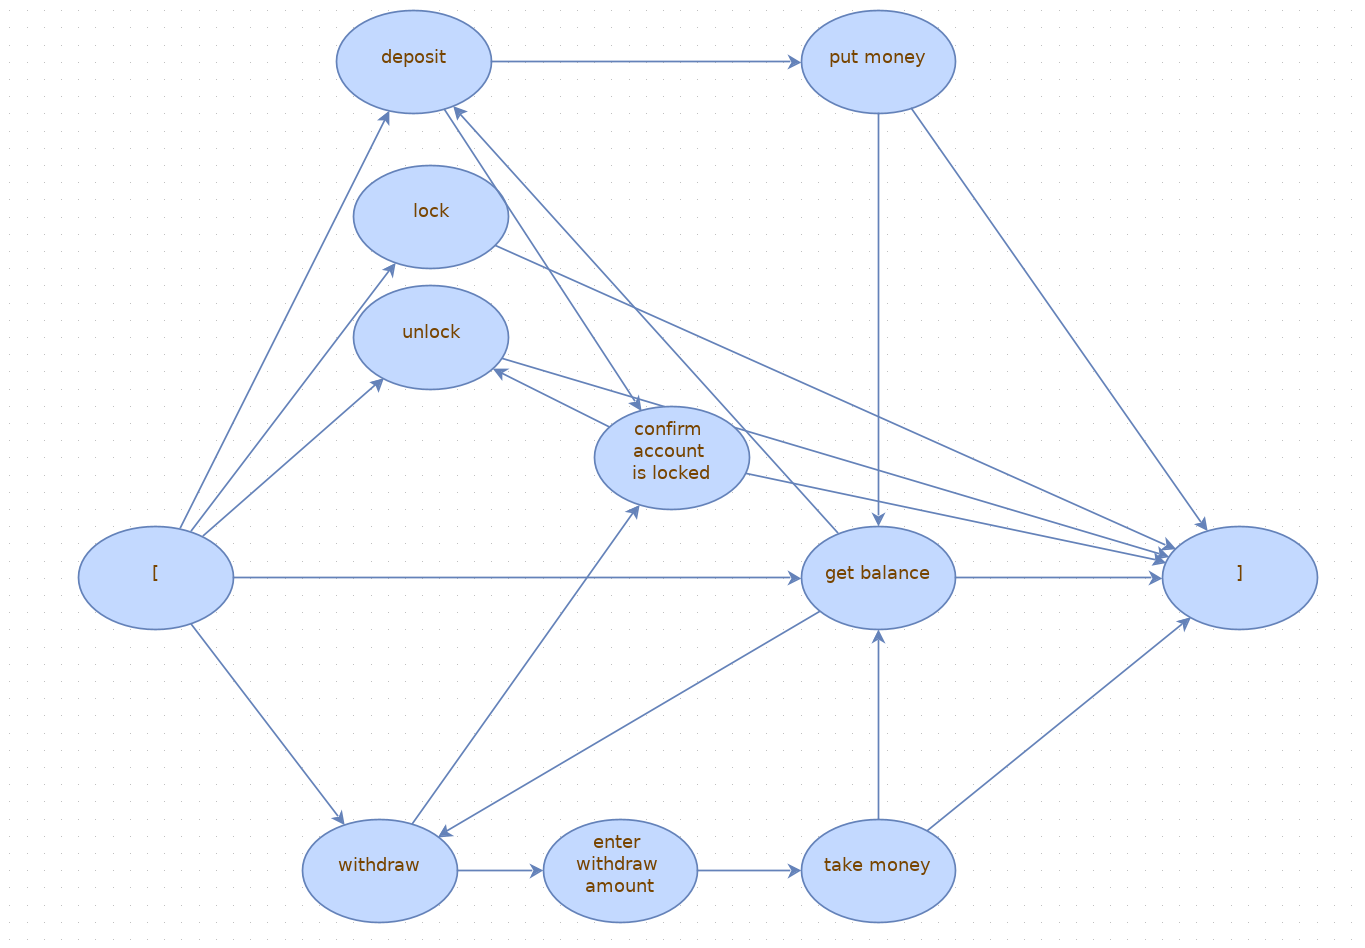 deposit
put money
lock
unlock
confirm
account
is locked
[
get balance
]
withdraw
enter
withdraw
amount
take money